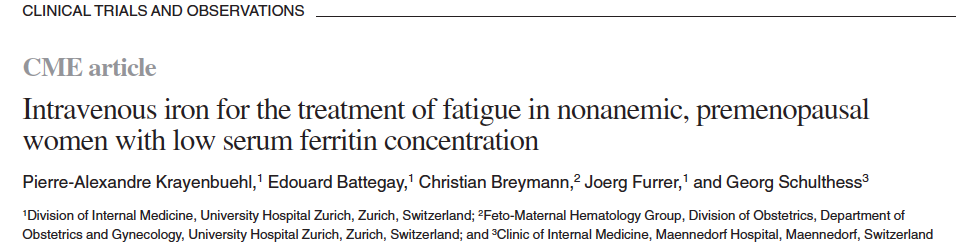 CLINICAL TRIALS AND OBSERVATIONS
CME article
Intravenous iron for the treatment of fatigue in nonanemic, premenopausal
women with low serum ferritin concentration
Pierre-Alexandre Krayenbuehl,¹ Edouard Battegay,¹ Christian Breymann,² Joerg Furrer,¹ and Georg Schulthess³
¹Division of Internal Medicine, University Hospital Zurich, Zurich, Switzerland; ²Feto-Maternal Hematology Group, Division of Obstetrics, Department of
Obstetrics and Gynecology, University Hospital Zurich, Zurich, Switzerland; and ³Clinic of Internal Medicine, Maennedorf Hospital, Maennedorf, Switzerland